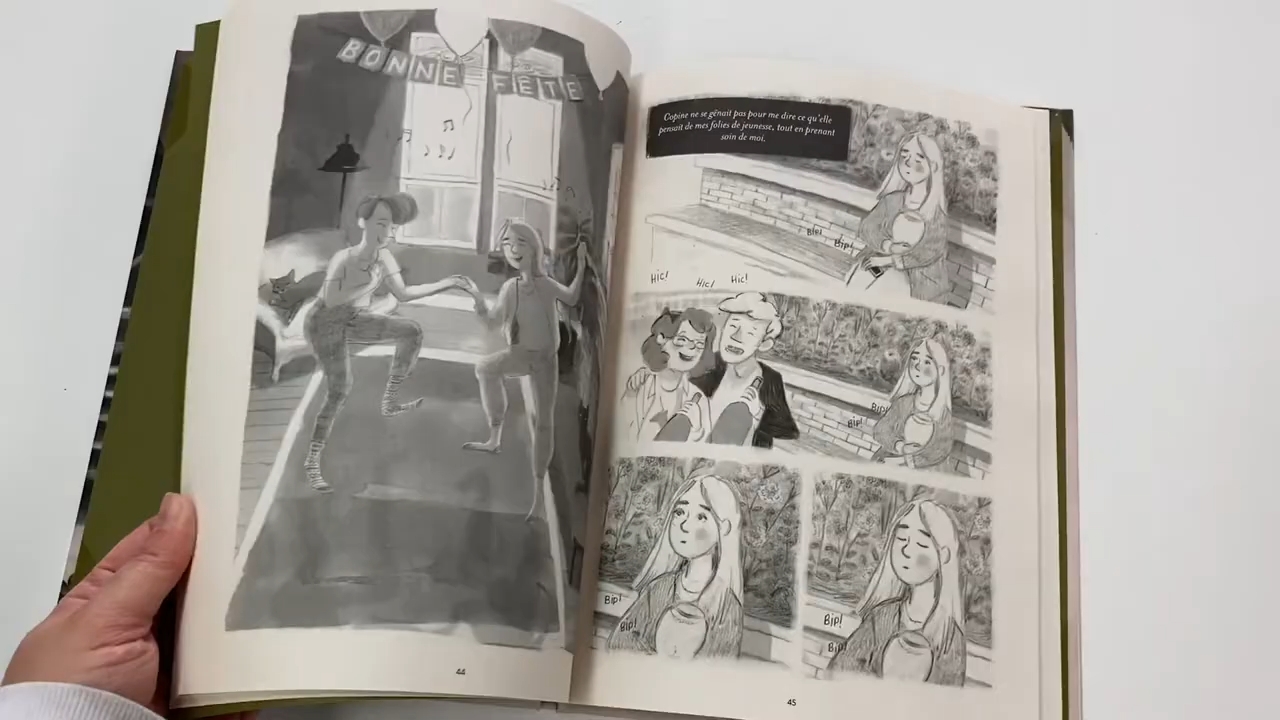 BONNE FÊTE
44
Copine ne se gênait pas pour me dire ce qu'elle
pensait de mes folies de jeunesse, tout en prenant
soin de moi.
Bip!
Bip!
Hic!
Hic!
Hic!
Bip!
Bip!
Bip!
Bip!
Bip!
Bip!
45